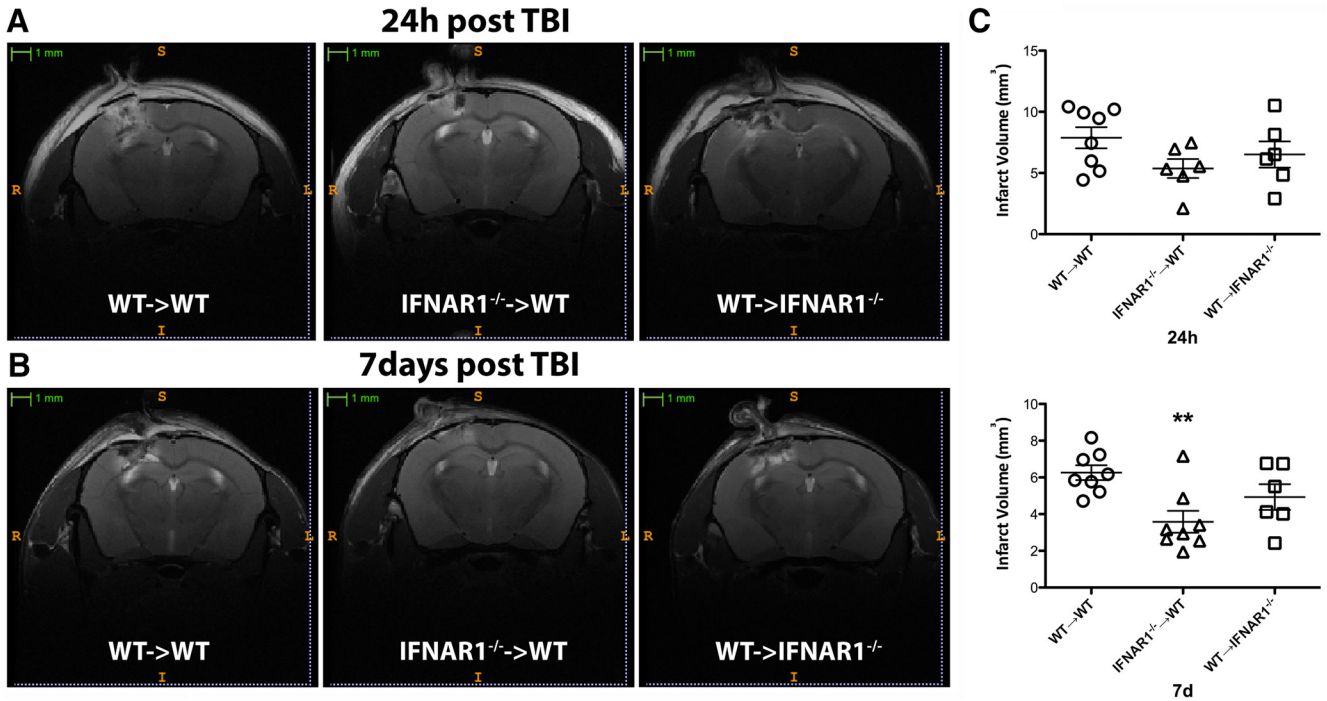 A
24h post TBI
1 mm
S
R
WT->WT
I
1 mm
S
IFNAR1-/-->WT
L
I
1 mm
S
WT->IFNAR1-/-
L
I
B
7days post TBI
1 mm
S
R
WT->WT
L
I
1 mm
S
R
IFNAR1-/-->WT
L
I
1 mm
S
R
WT->IFNAR1-/-
L
I
C
Infarct Volume (mm³)
15
10
5
0
WT→WT
IFNAR1-/-→WT
WT→IFNAR1-/-
24h
Infarct Volume (mm³)
10
8
6
4
2
0
**
WT→WT
IFNAR1-/-→WT
WT→IFNAR1-/-
7d